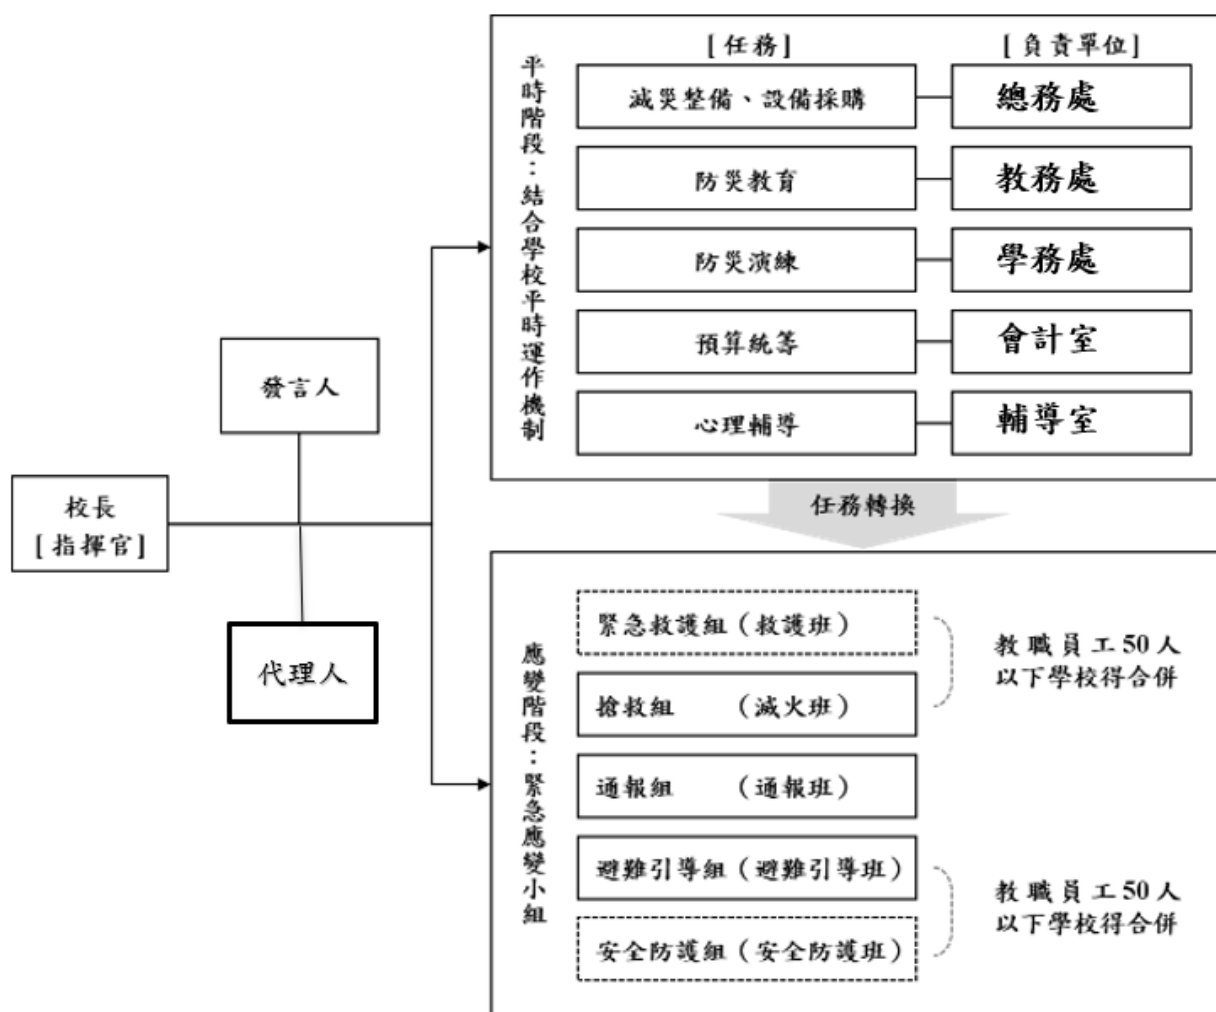 [任務]
[負責單位]
平時階段：結合學校平時運作機制
減災整備、設備採購
總務處
防災教育
教務處
防災演練
學務處
預算統籌
會計室
心理輔導
輔導室
發言人
校長
[指揮官]
代理人
任務轉換
應變階段：緊急應變小組
緊急救護組（救護班）
搶救組　　（滅火班）
教職員工50人
以下學校得合併
通報組　　（通報班）
避難引導組（避難引導班）
安全防護組（安全防護班）
教職員工50人
以下學校得合併